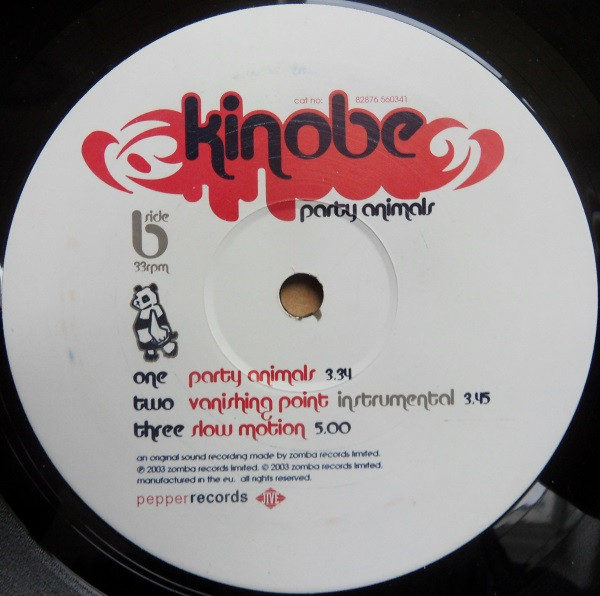 cat no: 82876 560341
kinobe
party animals
side
b
33rpm
one party animals 3.34
two vanishing point instrumental 3.45
three slow motion 5.00
an original sound recording made by zomba records limited.
℗ 2003 zomba records limited. © 2003 zomba records limited.
manufactured in the eu. all rights reserved.
pepperrecords JIVE